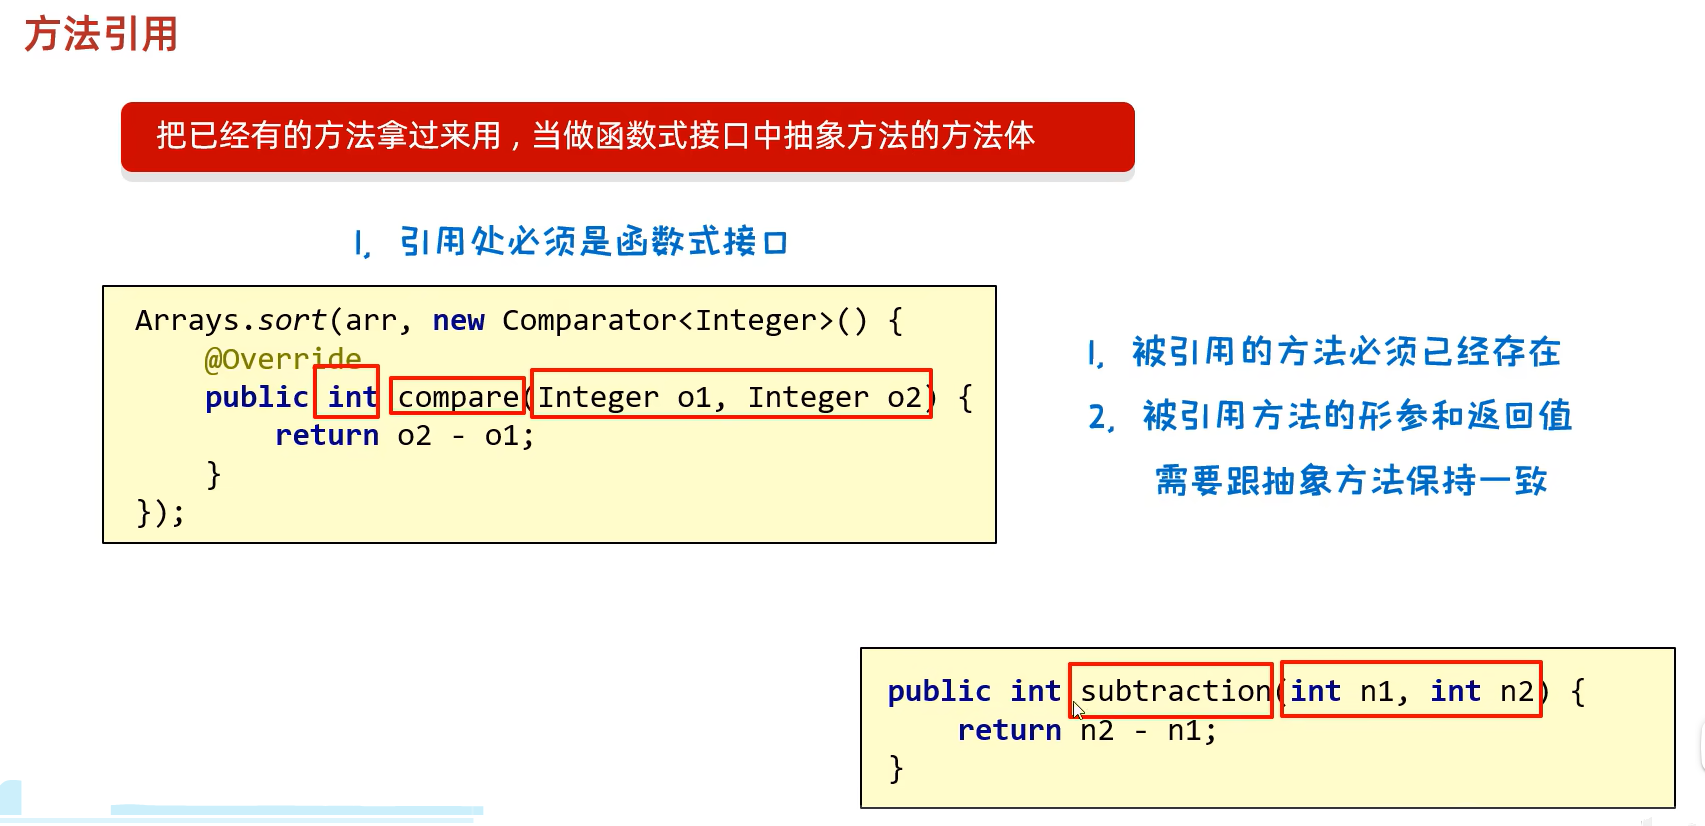 方法引用
把已经有的方法拿过来用，当做函数式接口中抽象方法的方法体
1, 引用处必须是函数式接口
Arrays.sort(arr, new Comparator<Integer>() {
@Override
public int compare(Integer o1, Integer o2) {
return o2 - o1;
}
});
1, 被引用的方法必须已经存在
2, 被引用方法的形参和返回值
需要跟抽象方法保持一致
public int subtraction(int n1, int n2) {
return n2 - n1;
}